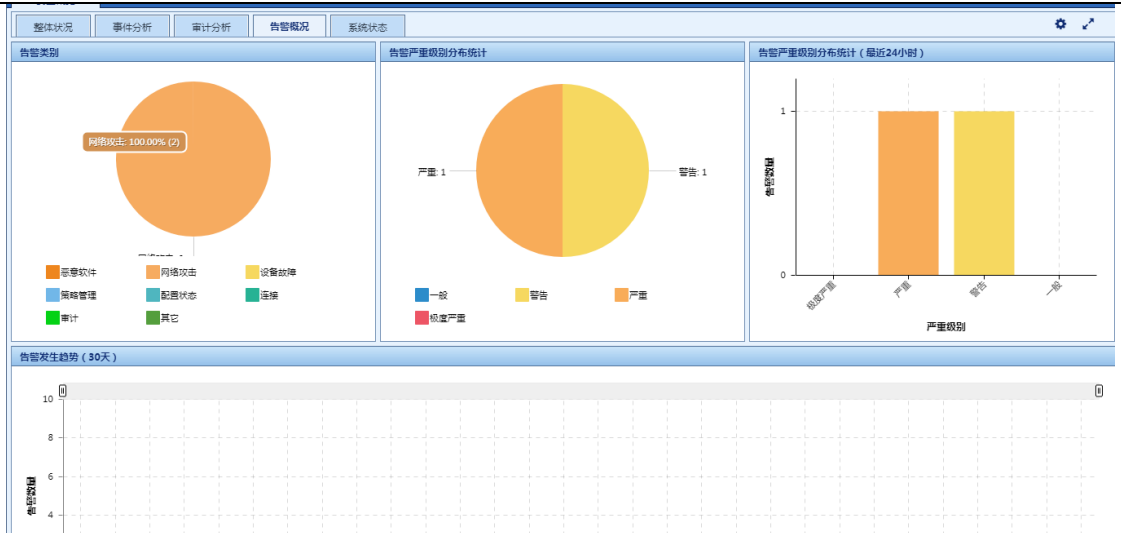 整体状况 事件分析 审计分析 告警概况 系统状态
告警类别
网络攻击: 100.00% (2)
恶意软件 网络攻击 设备故障
策略管理 配置状态 连接
审计 其它
告警严重级别分布统计
严重: 1
警告: 1
一般 警告 严重
极度严重
告警严重级别分布统计（最近24小时）
告警数量
1
0
极度严重 严重 警告 一般
严重级别
告警发生趋势（30天）
告警数量
10
8
6
4